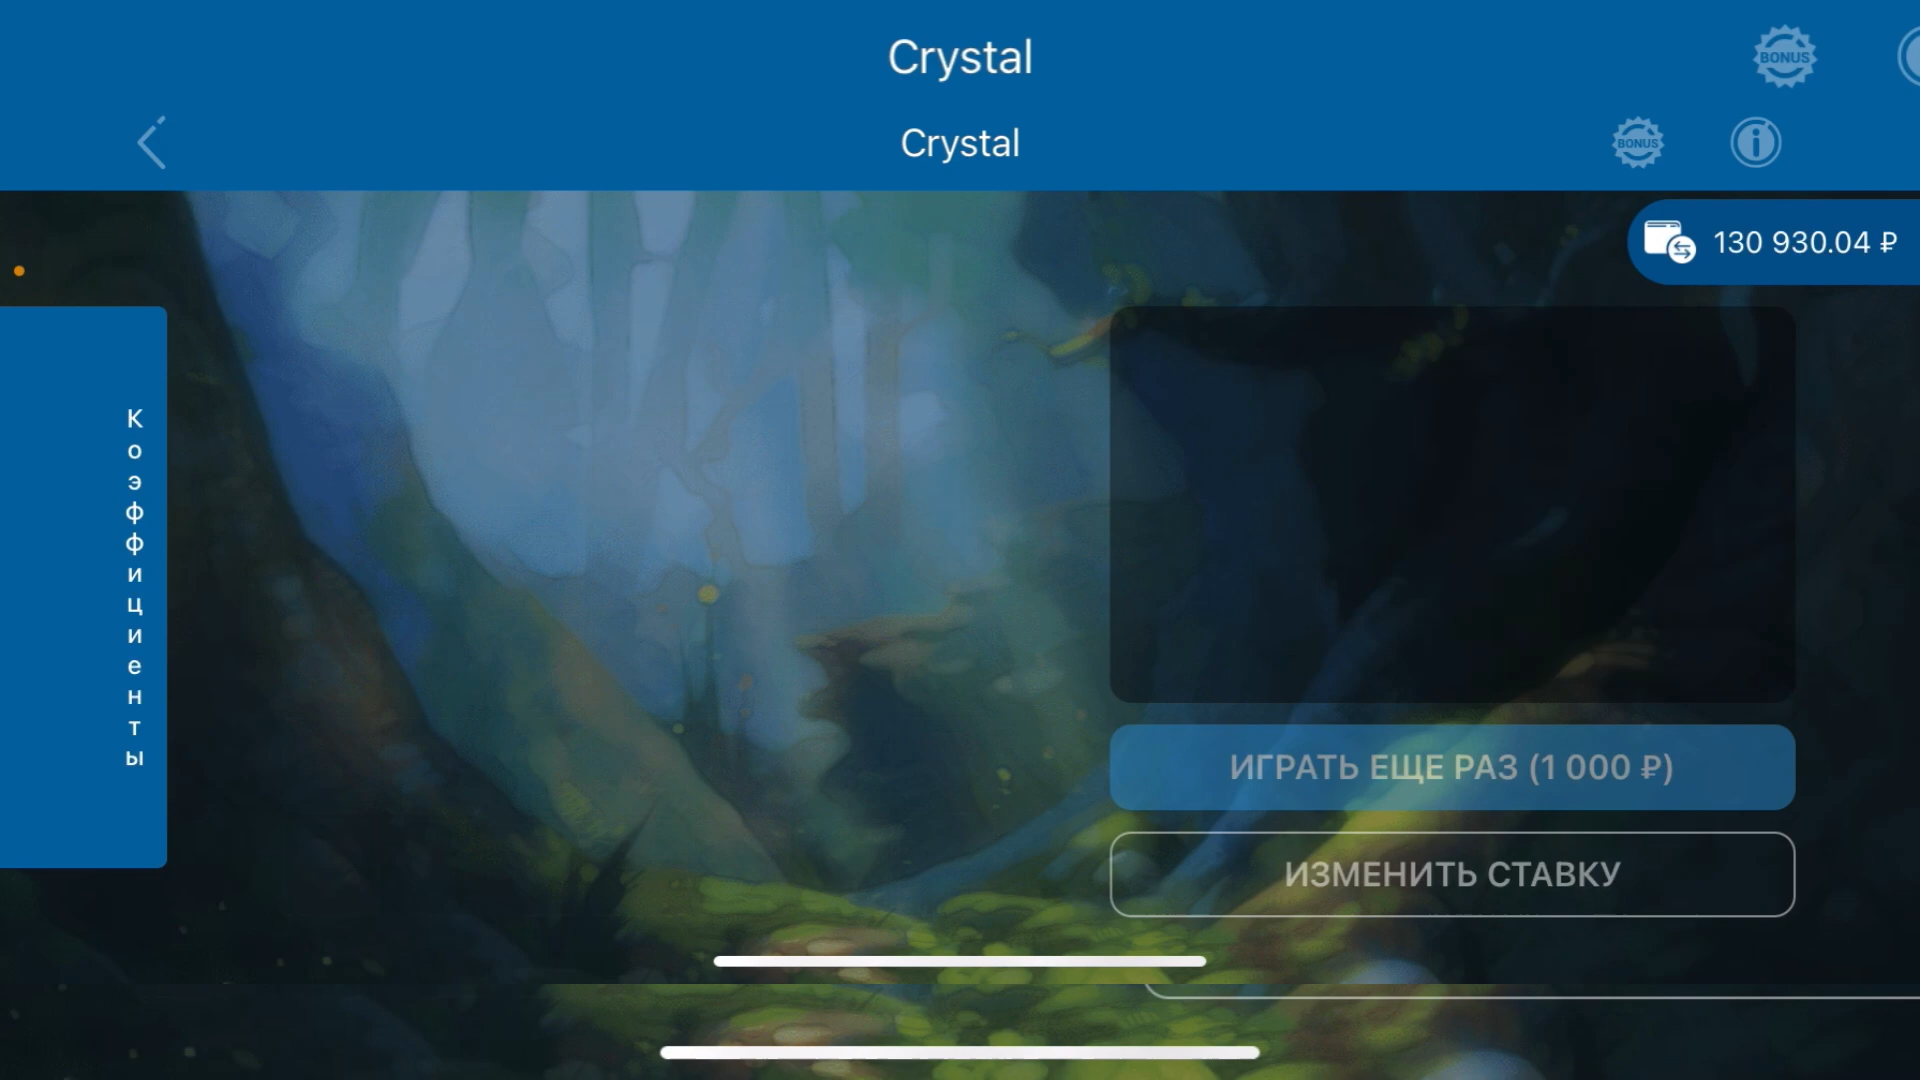 Crystal
BONUS
Crystal
BONUS
130 930.04 ₽
Коэффициенты
ИГРАТЬ ЕЩЕ РАЗ (1 000 ₽)
ИЗМЕНИТЬ СТАВКУ